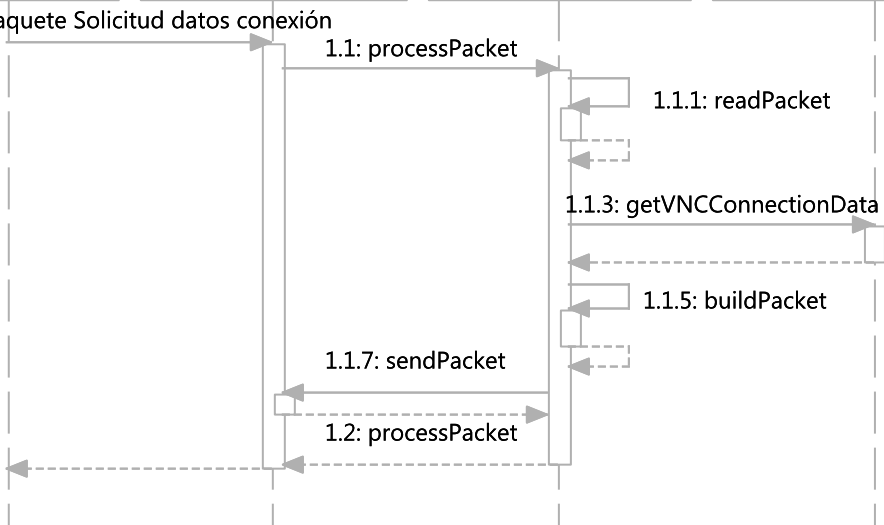 aquete Solicitud datos conexión
1.1: processPacket
1.1.1: readPacket
1.1.3: getVNCConnectionData
1.1.5: buildPacket
1.1.7: sendPacket
1.2: processPacket